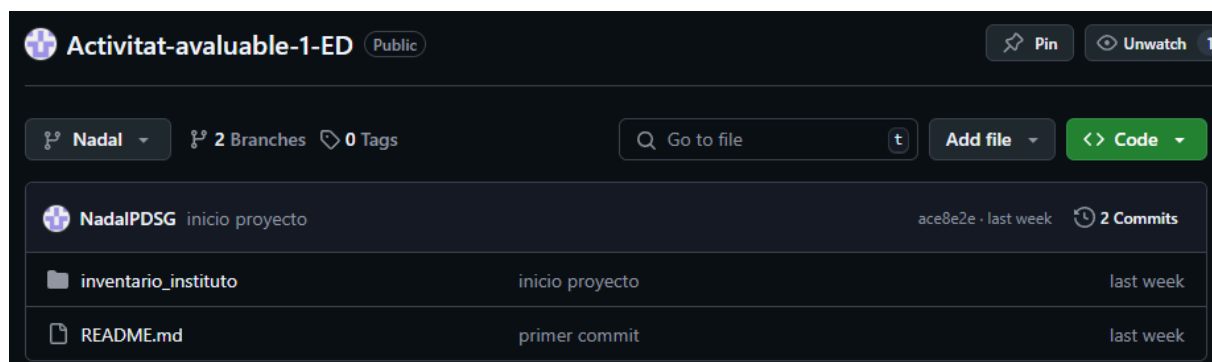 Activitat-avaluable-1-ED Public Pin Unwatch 1
Nadal 2 Branches 0 Tags Go to file t Add file <> Code
NadalPDSG inicio proyecto ace8e2e · last week 2 Commits
inventario_instituto inicio proyecto last week
README.md primer commit last week